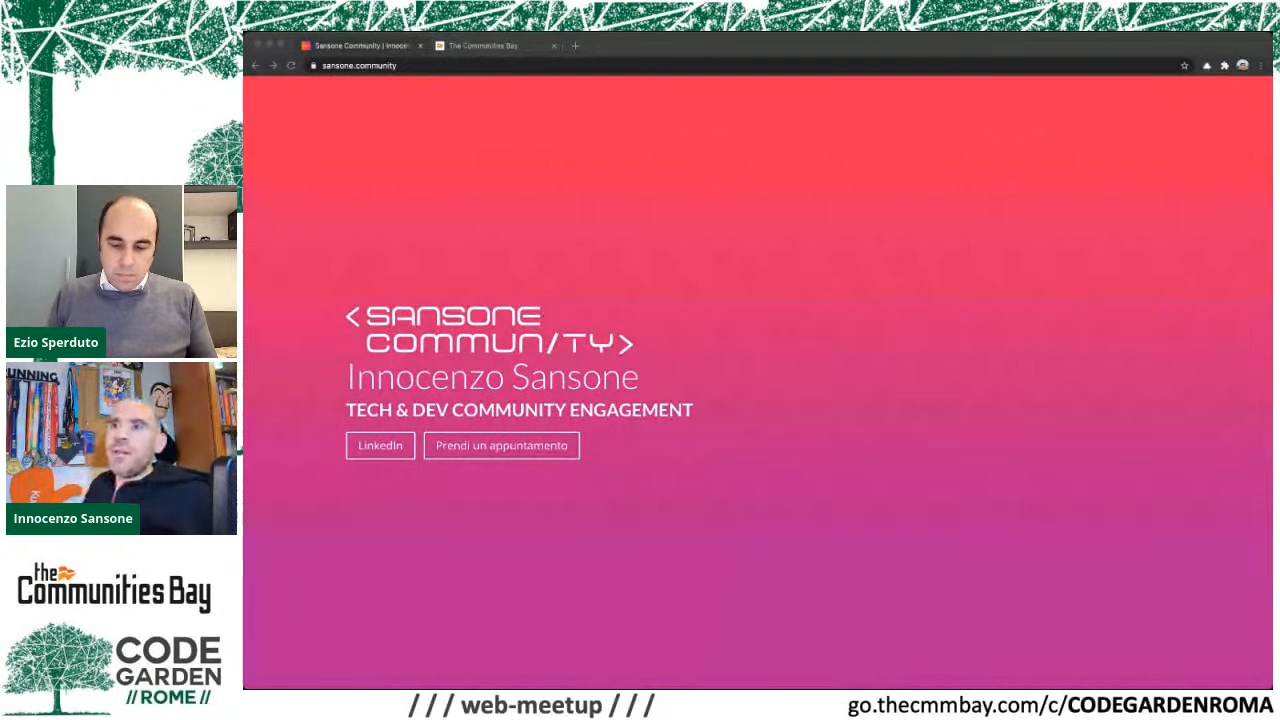 Sansone Community | Innoce
The Communities Bay
sansone.community
<SANSONE
COMMUN/TY>
Innocenzo Sansone
TECH & DEV COMMUNITY ENGAGEMENT
LinkedIn
Prendi un appuntamento
Ezio Sperduto
RUNNING
Innocenzo Sansone
the
Communities Bay
CODE
GARDEN
//ROME//
/ / / web-meetup / / /
go.thecmmbay.com/c/CODEGARDENROMA